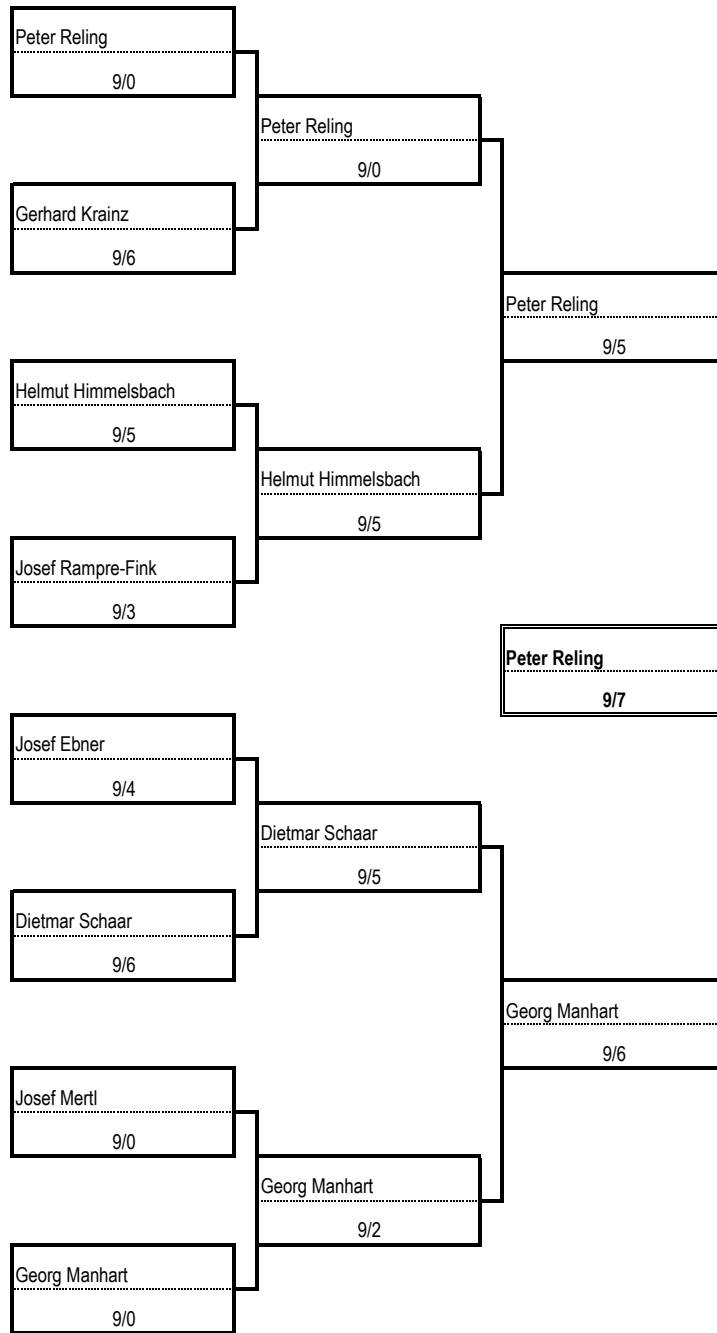 Peter Reling
9/0
Peter Reling
9/0
Gerhard Krainz
9/6
Peter Reling
9/5
Helmut Himmelsbach
9/5
Helmut Himmelsbach
9/5
Josef Rampre-Fink
9/3
Peter Reling
9/7
Josef Ebner
9/4
Dietmar Schaar
9/5
Dietmar Schaar
9/6
Georg Manhart
9/6
Josef Mertl
9/0
Georg Manhart
9/2
Georg Manhart
9/0